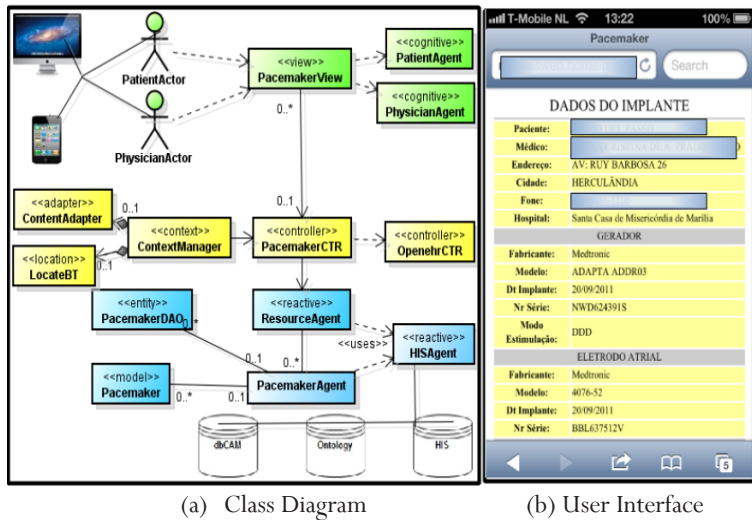 PatientActor
PhysicianActor
<<view>>
PacemakerView
<<cognitive>>
PatientAgent
<<cognitive>>
PhysicianAgent
0..*
0..1
<<adapter>>
ContentAdapter
0..1
<<context>>
ContextManager
<<controller>>
PacemakerCTR
<<controller>>
OpenehrCTR
<<location>>
LocateBT
0..1
<<entity>>
PacemakerDAO
0..*
<<reactive>>
ResourceAgent
<<uses>>
<<reactive>>
HISAgent
0..1
0..*
<<model>>
Pacemaker
0..*
0..1
PacemakerAgent
dbCAM
Ontology
HIS
(a) Class Diagram
T-Mobile NL 13:22 100%
Pacemaker
Search
DADOS DO IMPLANTE
Paciente:
Médico:
Endereço: AV: RUY BARBOSA 26
Cidade: HERCULÂNDIA
Fone:
Hospital: Santa Casa de Misericórdia de Marília
GERADOR
Fabricante: Medtronic
Modelo: ADAPTA ADDR03
Dt Implante: 20/09/2011
Nr Série: NWD624391S
Modo
Estimulação: DDD
ELETRODO ATRIAL
Fabricante: Medtronic
Modelo: 4076-52
Dt Implante: 20/09/2011
Nr Série: BBL637512V
5
(b) User Interface